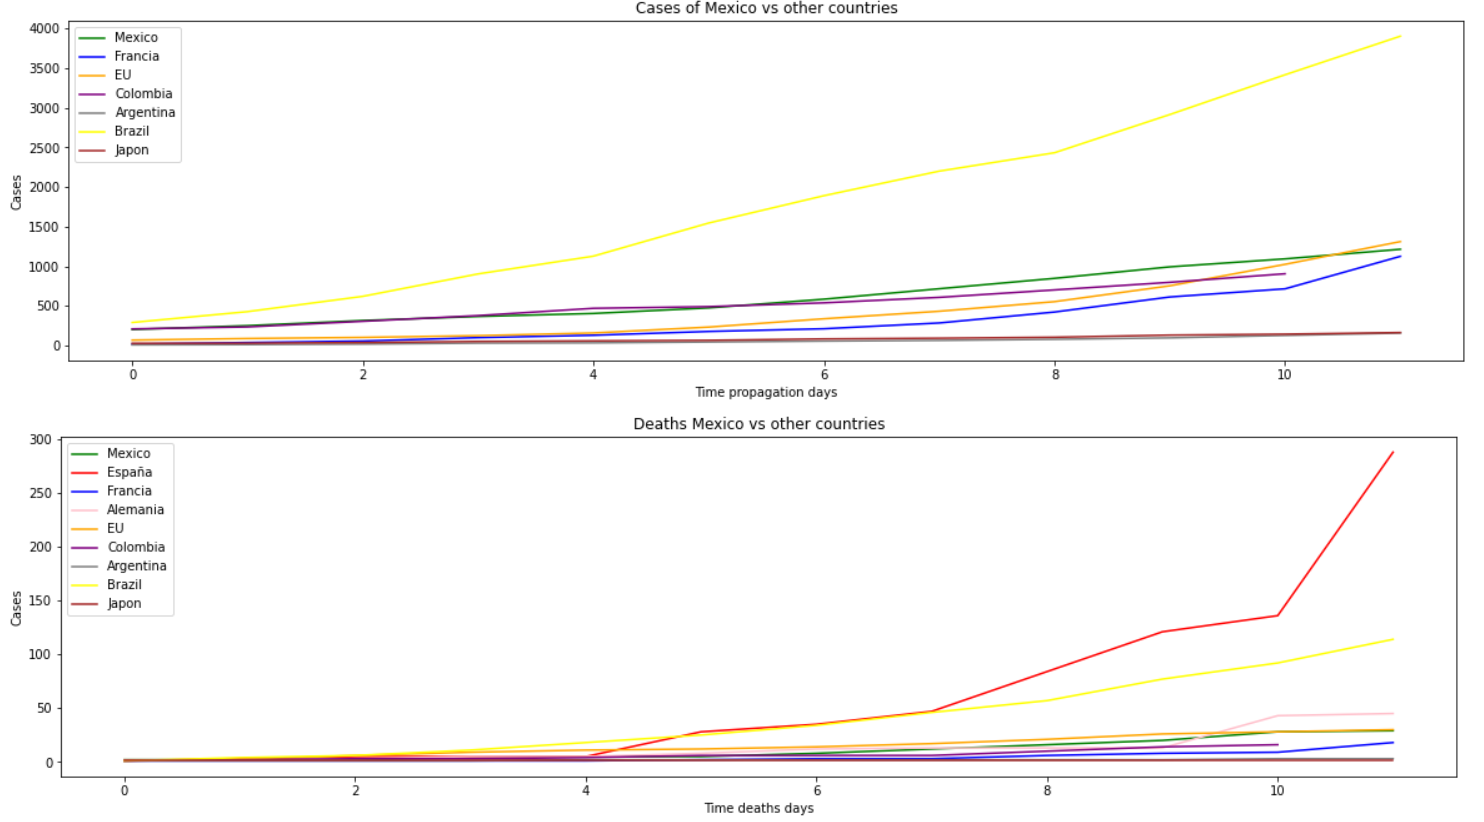 Cases of Mexico vs other countries
4000
3500
3000
2500
2000
1500
1000
500
0
Cases
Mexico
Francia
EU
Colombia
Argentina
Brazil
Japon
0 2 4 6 8 10
Time propagation days
Deaths Mexico vs other countries
300
250
200
150
100
50
0
Cases
Mexico
España
Francia
Alemania
EU
Colombia
Argentina
Brazil
Japon
0 2 4 6 8 10
Time deaths days